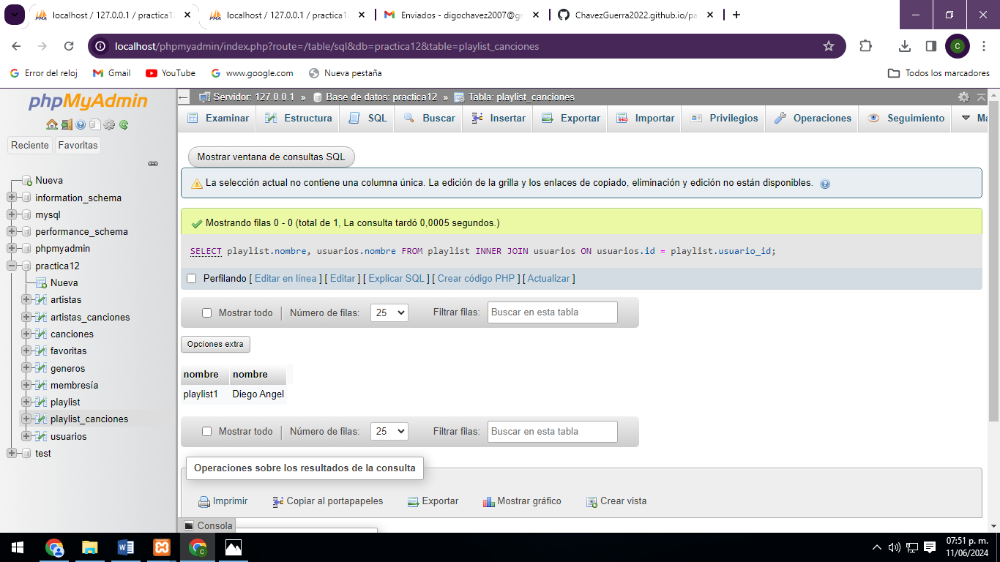 localhost / 127.0.0.1 / practica12
localhost / 127.0.0.1 / practica12
Enviados - digochavez2007@gm
ChavezGuerra2022.github.io/pa
localhost/phpmyadmin/index.php?route=/table/sql&db=practica12&table=playlist_canciones
C
Error del reloj
Gmail
YouTube
www.google.com
Nueva pestaña
Todos los marcadores
phpMyAdmin
Reciente
Favoritas
Nueva
information_schema
mysql
performance_schema
phpmyadmin
practica12
Nueva
artistas
artistas_canciones
canciones
favoritas
generos
membresía
playlist
playlist_canciones
usuarios
test
Servidor: 127.0.0.1 » Base de datos: practica12 » Tabla: playlist_canciones
Examinar
Estructura
SQL
Buscar
Insertar
Exportar
Importar
Privilegios
Operaciones
Seguimiento
Má
Mostrar ventana de consultas SQL
La selección actual no contiene una columna única. La edición de la grilla y los enlaces de copiado, eliminación y edición no están disponibles.
Mostrando filas 0 - 0 (total de 1, La consulta tardó 0,0005 segundos.)
SELECT playlist.nombre, usuarios.nombre FROM playlist INNER JOIN usuarios ON usuarios.id = playlist.usuario_id;
Perfilando [ Editar en línea ] [ Editar ] [ Explicar SQL ] [ Crear código PHP ] [ Actualizar ]
Mostrar todo | Número de filas: 25 Filtrar filas: Buscar en esta tabla
Opciones extra
nombre nombre
playlist1 Diego Angel
Mostrar todo | Número de filas: 25 Filtrar filas: Buscar en esta tabla
Operaciones sobre los resultados de la consulta
Imprimir
Copiar al portapapeles
Exportar
Mostrar gráfico
Crear vista
Consola
07:51 p. m.
11/06/2024